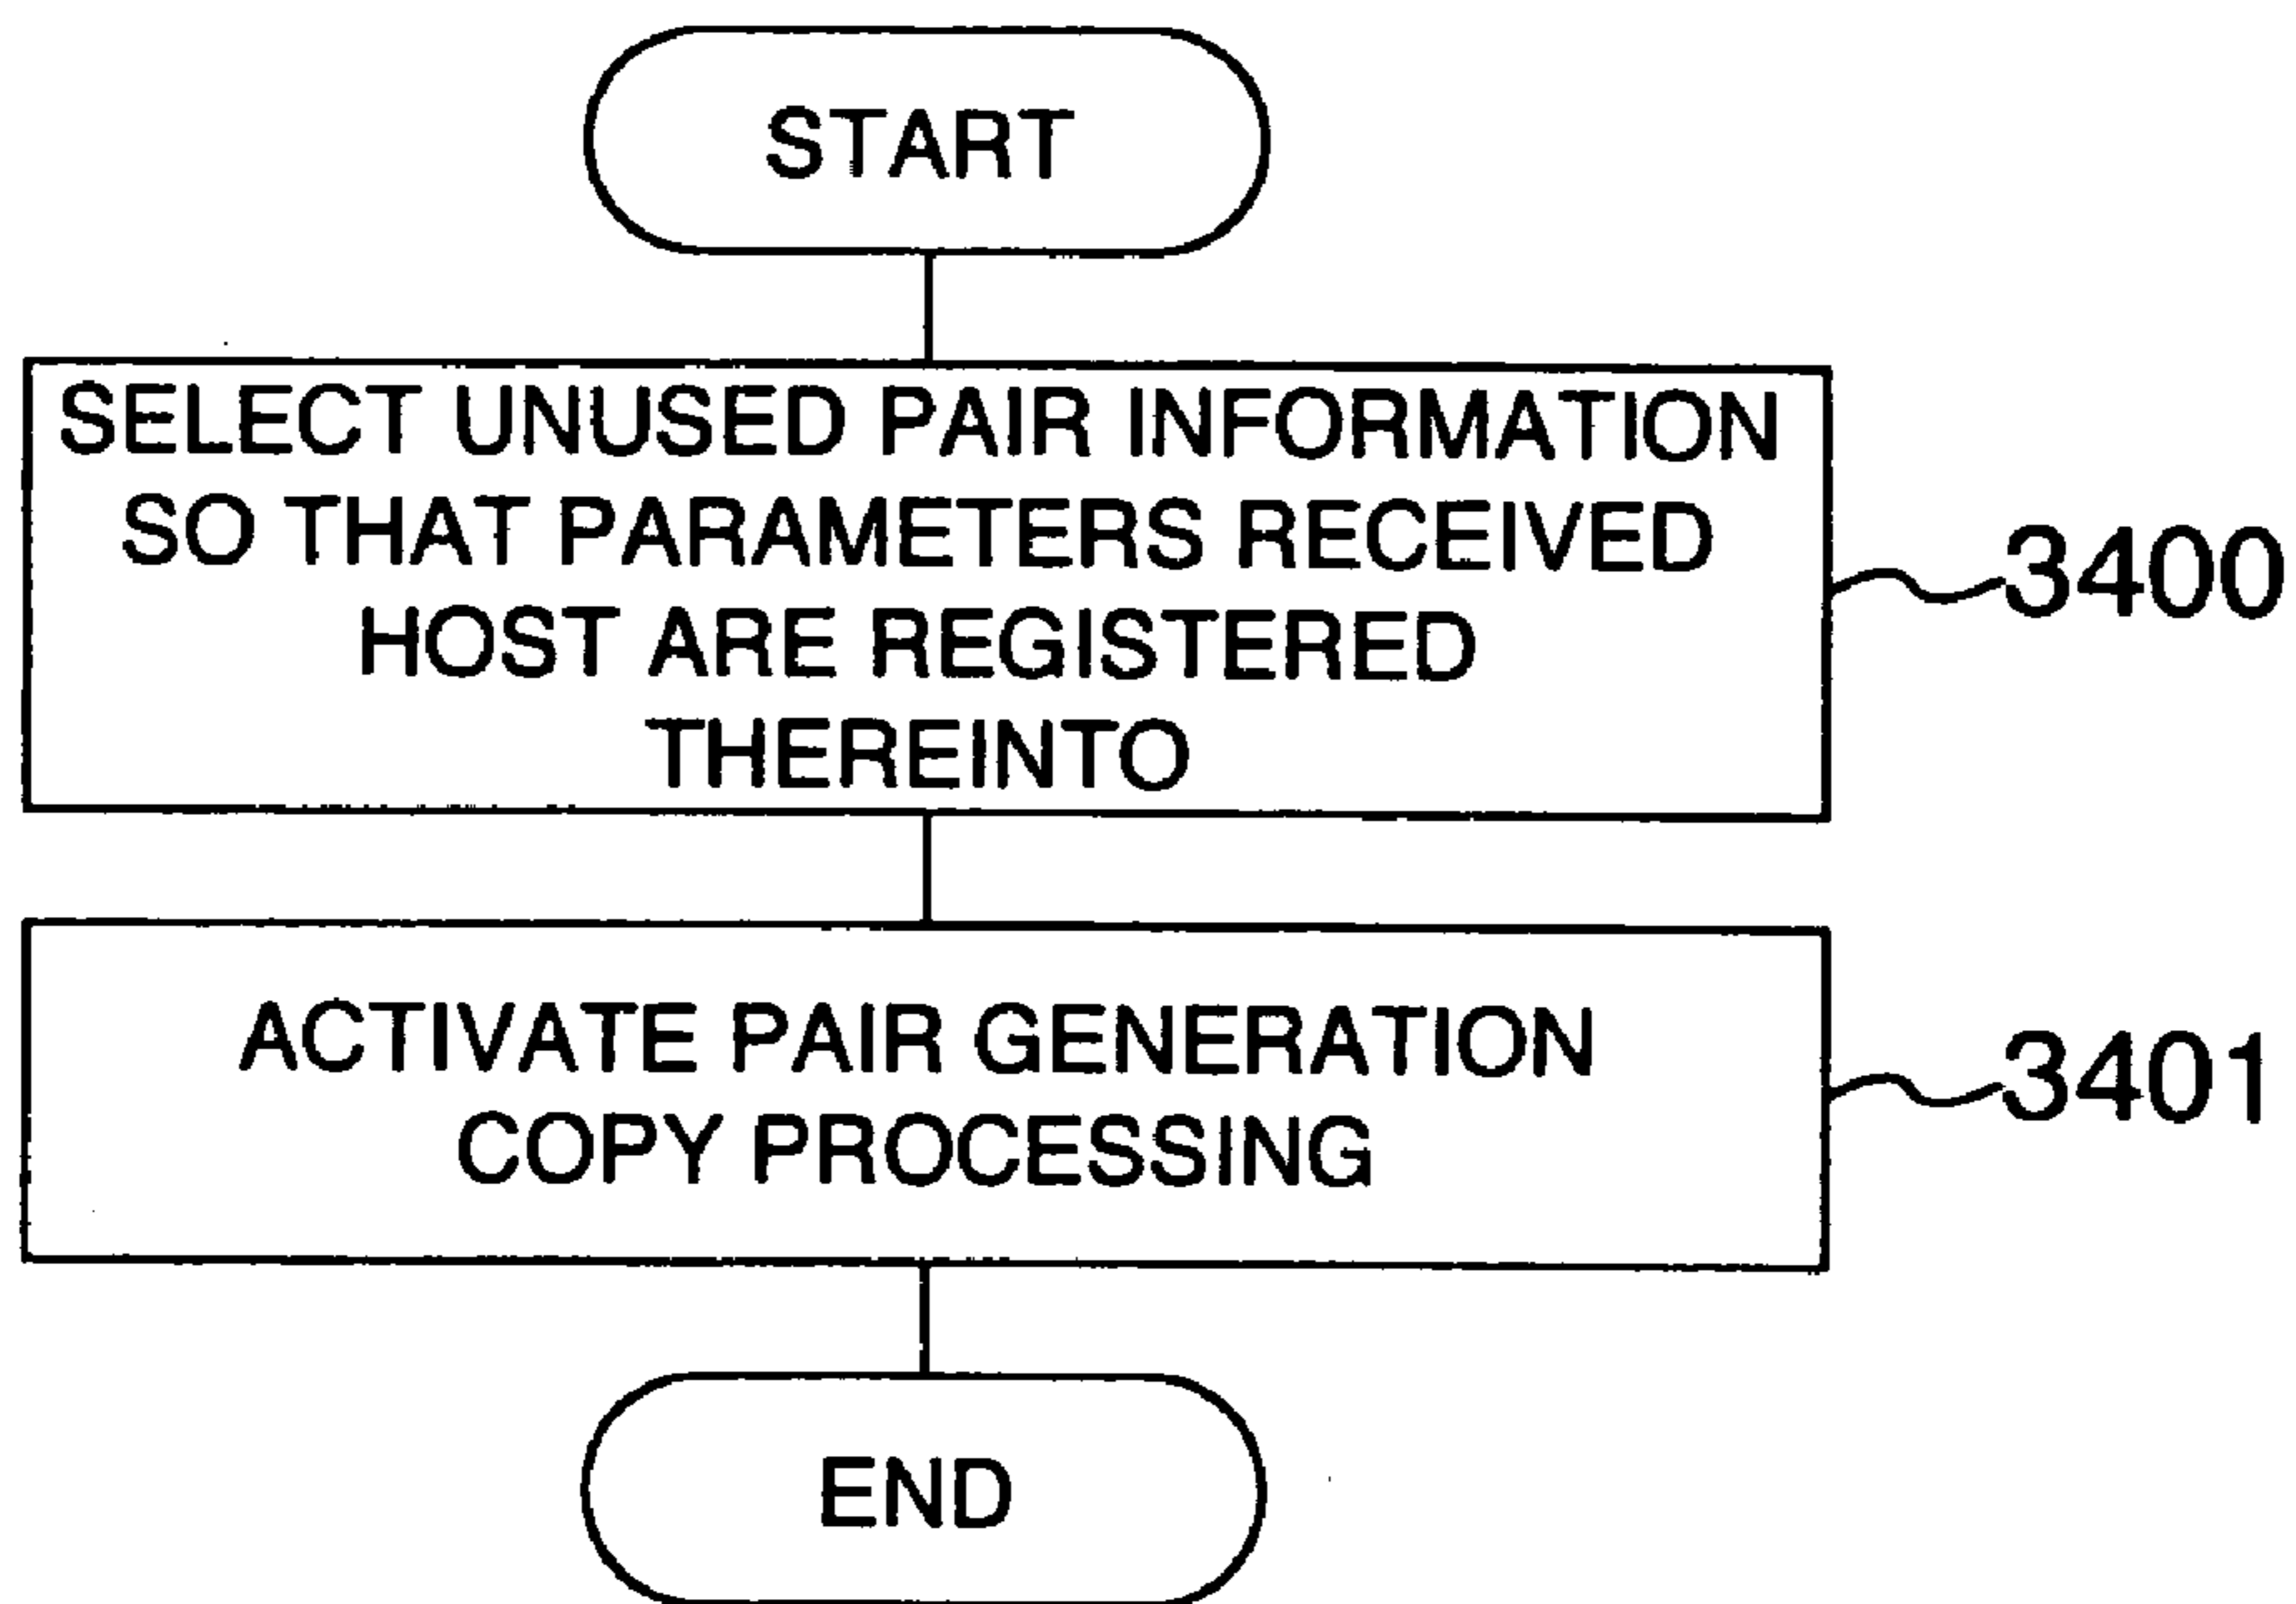 START
SELECT UNUSED PAIR INFORMATION
SO THAT PARAMETERS RECEIVED
HOST ARE REGISTERED
THEREINTO
3400
ACTIVATE PAIR GENERATION
COPY PROCESSING
3401
END